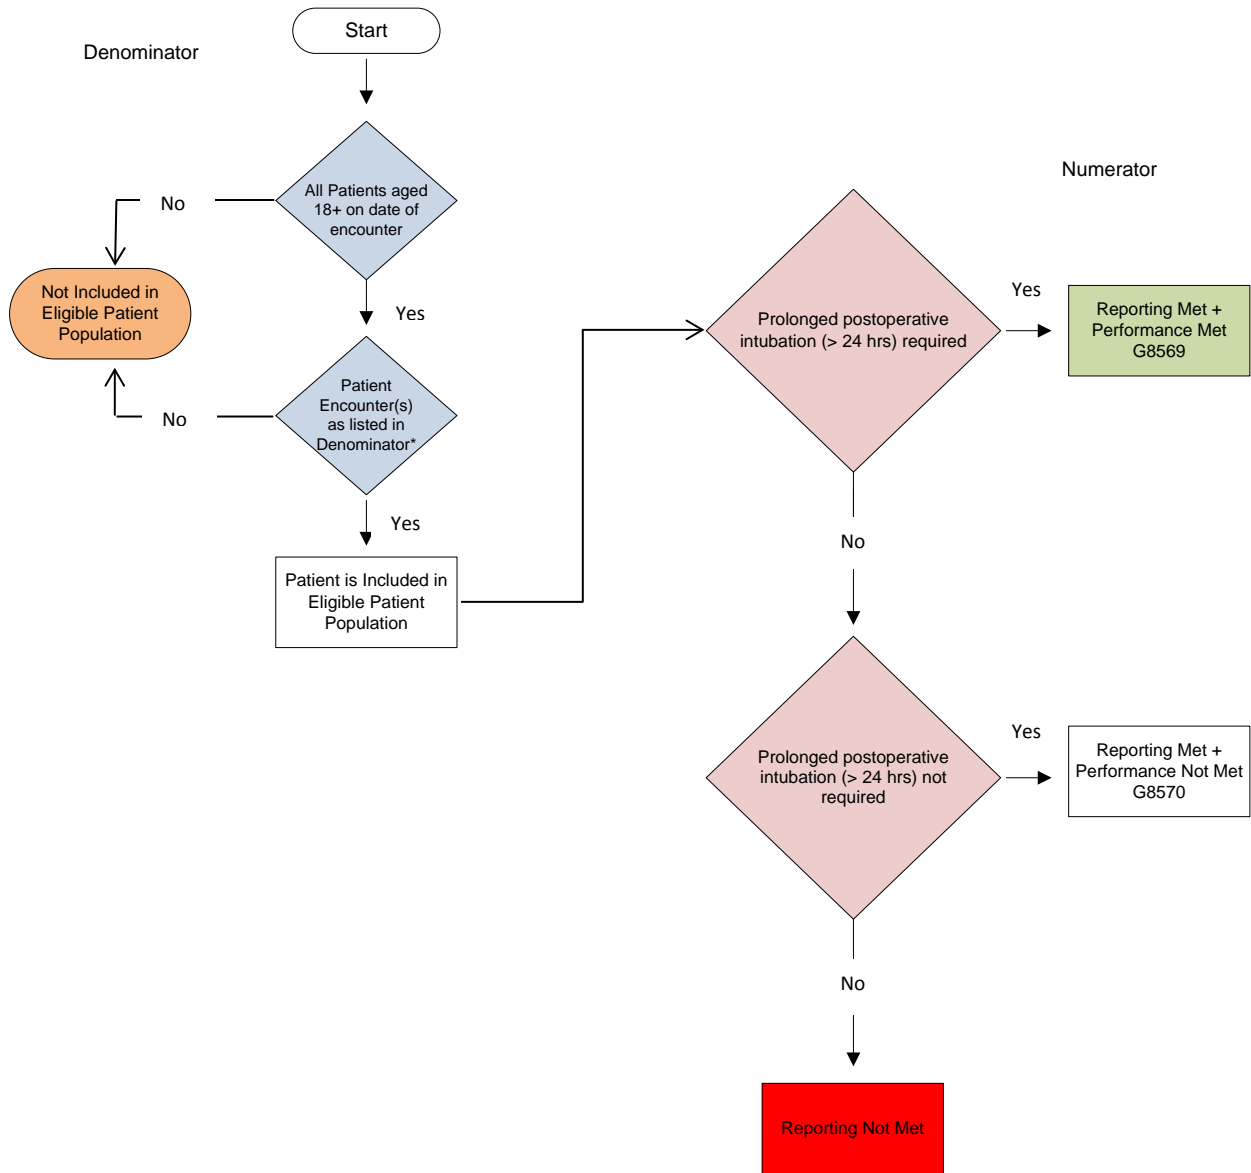 Start
Denominator
All Patients aged
18+ on date of
encounter
No
Not Included in
Eligible Patient
Population
Yes
Patient
Encounter(s)
as listed in
Denominator*
No
Yes
Patient is Included in
Eligible Patient
Population
Numerator
Prolonged postoperative
intubation (> 24 hrs) required
Yes
Reporting Met +
Performance Met
G8569
No
Prolonged postoperative
intubation (> 24 hrs) not
required
Yes
Reporting Met +
Performance Not Met
G8570
No
Reporting Not Met